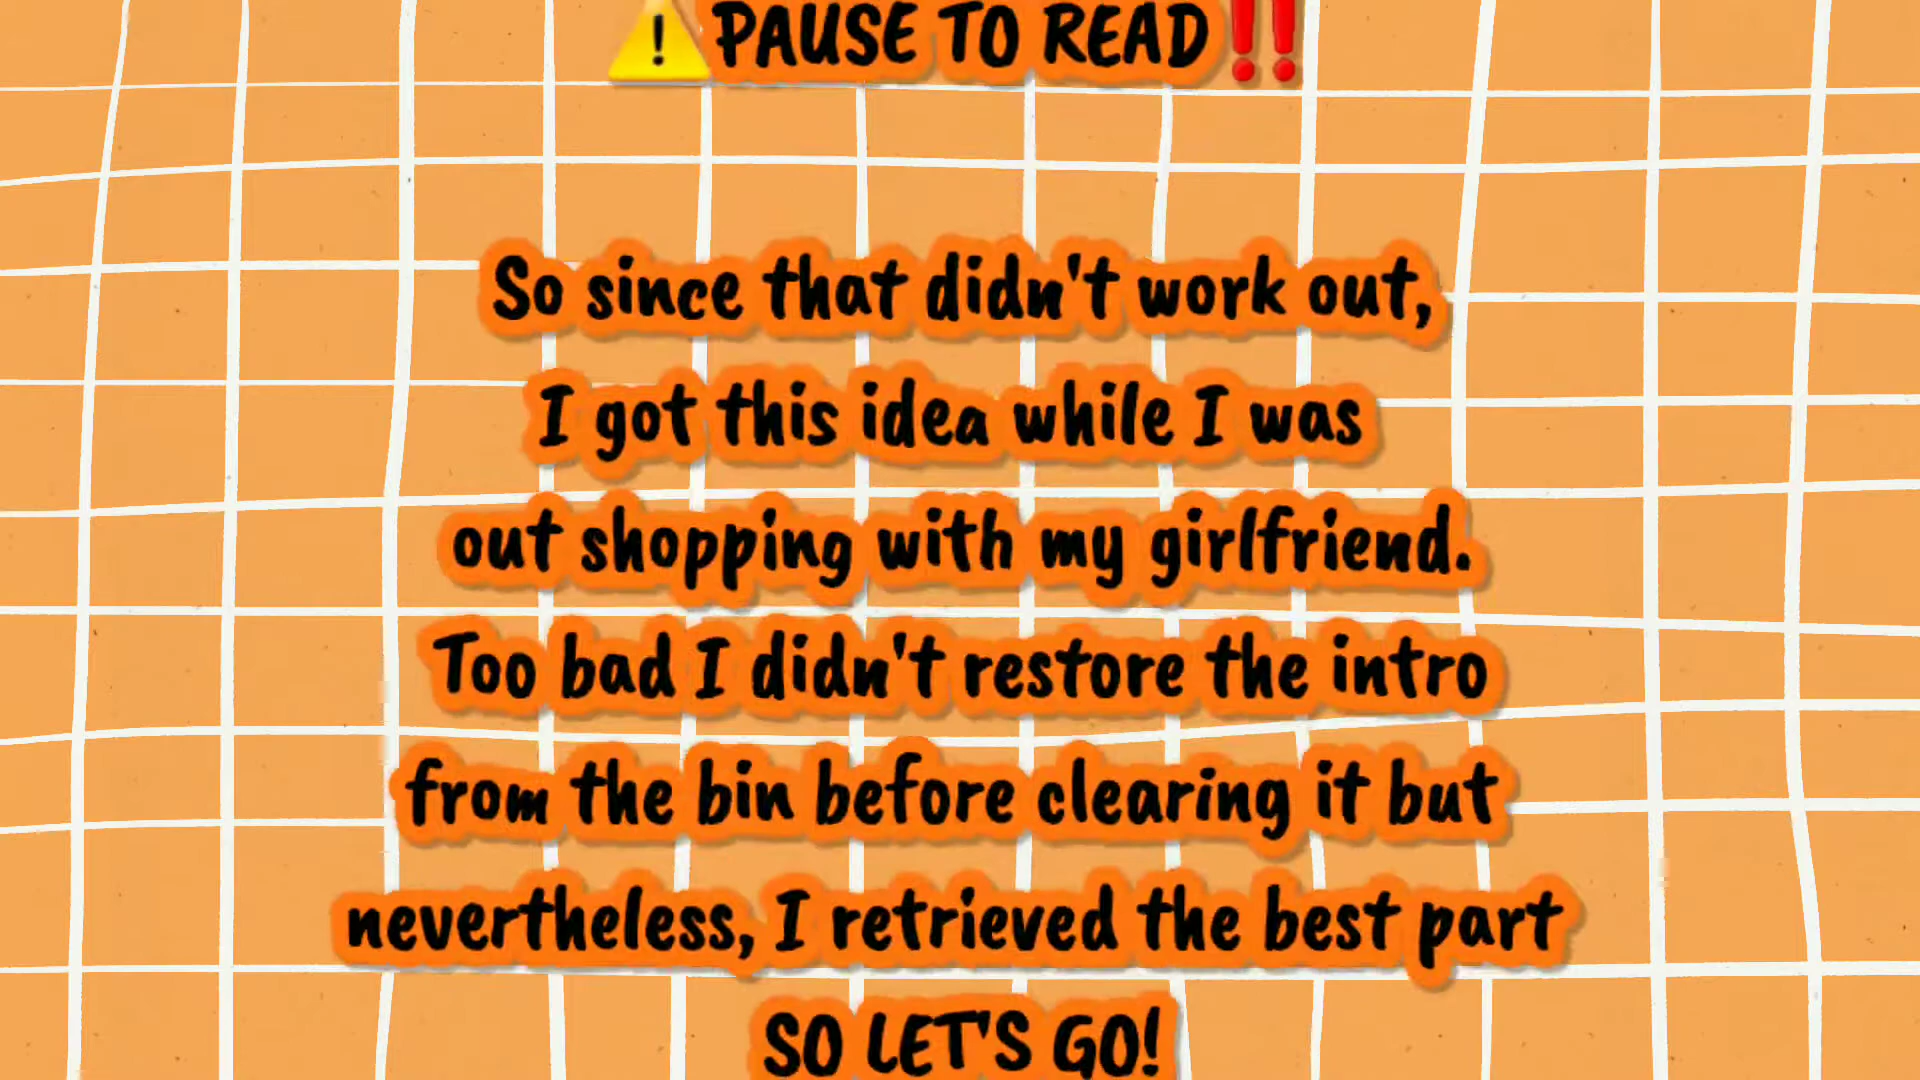 ⚠️PAUSE TO READ‼️
So since that didn't work out,
I got this idea while I was
out shopping with my girlfriend.
Too bad I didn't restore the intro
from the bin before clearing it but
nevertheless, I retrieved the best part
SO LET'S GO!